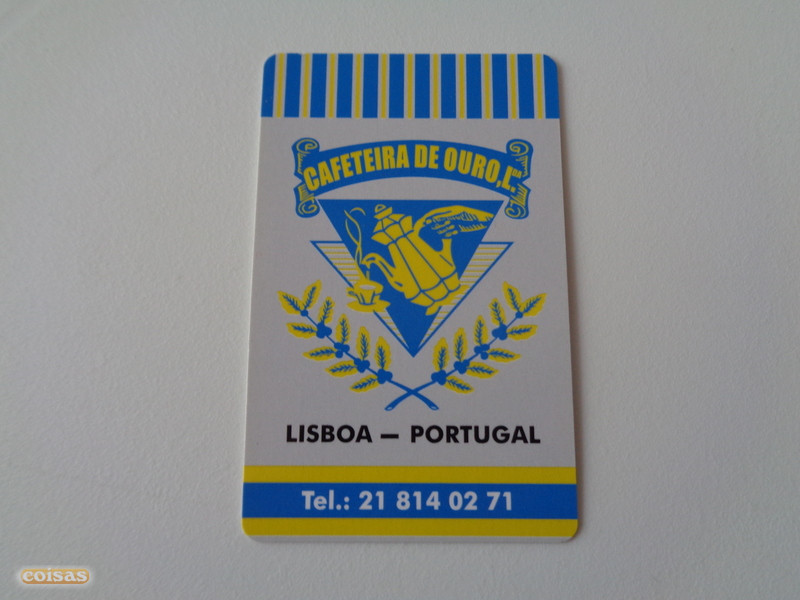 CAFETEIRA DE OURO, L.da
LISBOA – PORTUGAL
Tel.: 21 814 02 71
coisas